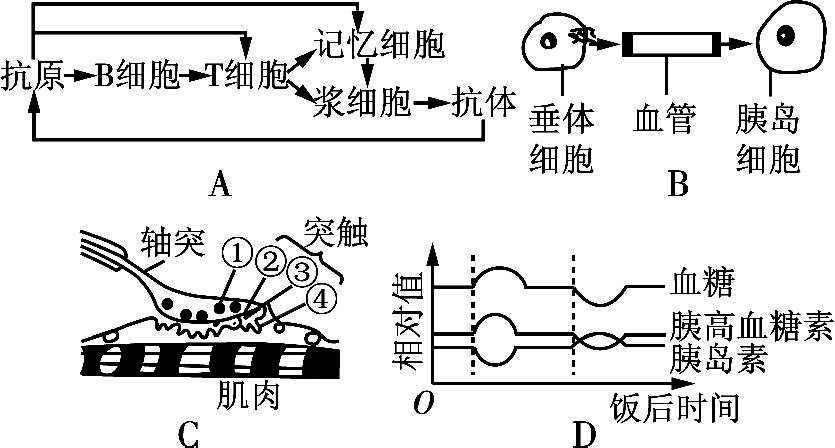 抗原 B细胞 T细胞 记忆细胞
浆细胞 抗体
A
垂体
细胞
血管
胰岛
细胞
B
轴突 ① ② ③ ④ 突触
肌肉
C
相对值
血糖
胰高血糖素
胰岛素
O
饭后时间
D